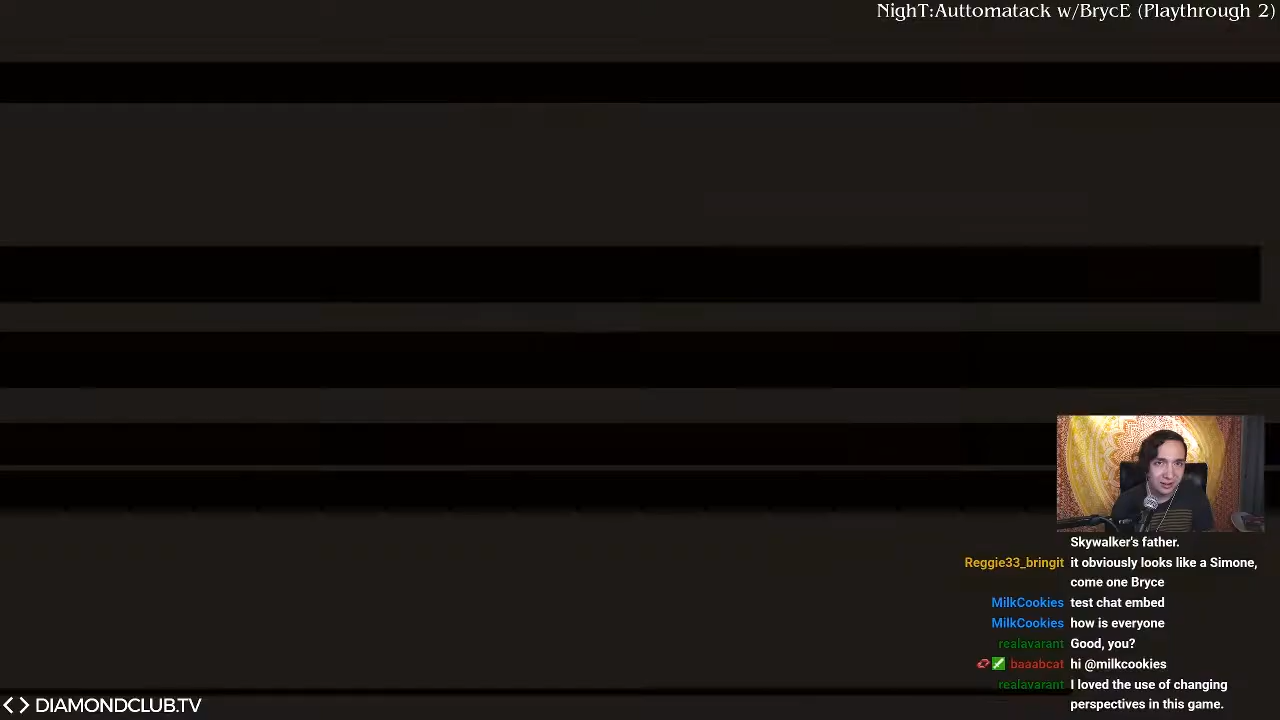 NighT:Auttomatack w/BrycE (Playthrough 2)
Skywalker's father.
Reggie33_bringit it obviously looks like a Simone,
come one Bryce
MilkCookies test chat embed
MilkCookies how is everyone
realavarant Good, you?
baaabcat hi @milkcookies
realavarant I loved the use of changing
perspectives in this game.
<> DIAMONDCLUB.TV